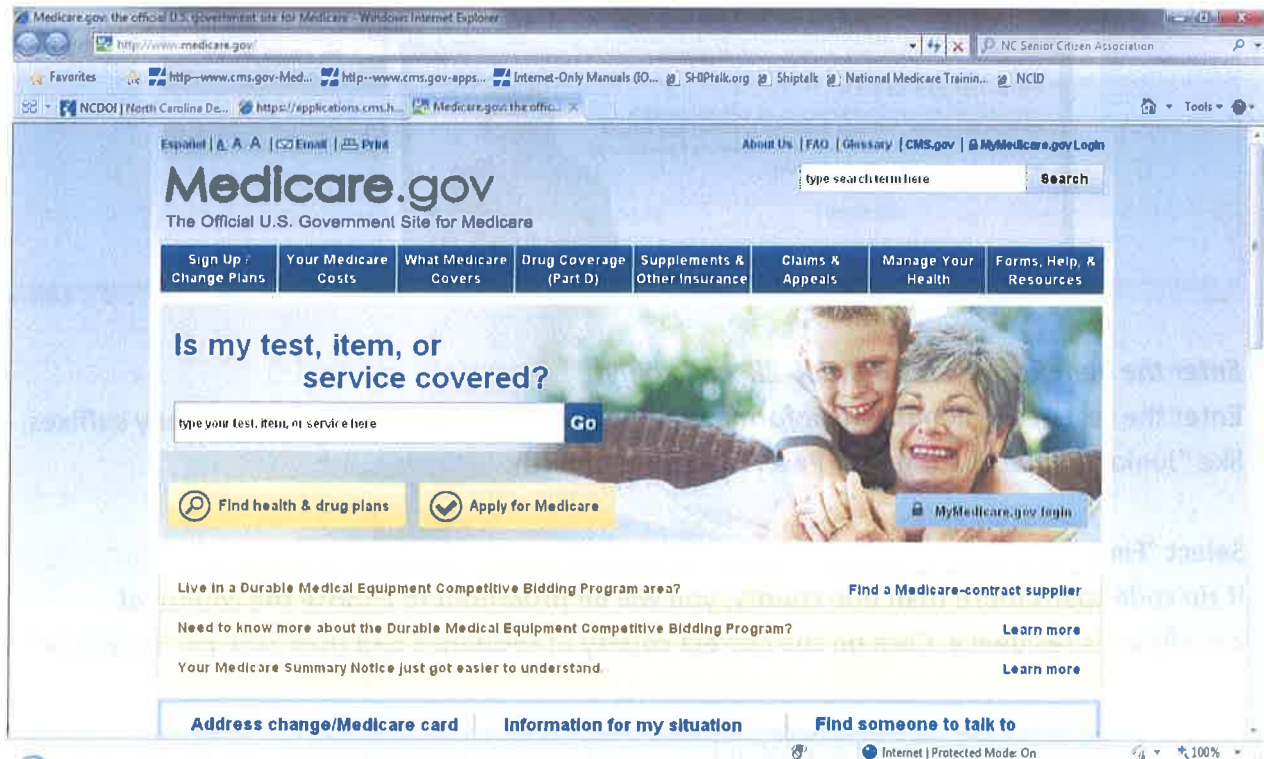 Medicare.gov: the official U.S. government site for Medicare - Windows Internet Explorer
http://www.medicare.gov/
NC Senior Citizen Association
Favorites http--www.cms.gov-Med... http--www.cms.gov-apps... Internet-Only Manuals (IO... SHIPtalk.org Shiptalk National Medicare Trainin... NCID
NCDOI | North Carolina De... https://applications.cms.h... Medicare.gov: the offic... Tools
Español | A A A | Email | Print
About Us | FAQ | Glossary | CMS.gov | MyMedicare.gov Login
type search term here Search
Medicare.gov
The Official U.S. Government Site for Medicare
Sign Up / Change Plans
Your Medicare Costs
What Medicare Covers
Drug Coverage (Part D)
Supplements & Other Insurance
Claims & Appeals
Manage Your Health
Forms, Help, & Resources
Is my test, item, or
service covered?
type your test, item, or service here Go
Find health & drug plans
Apply for Medicare
MyMedicare.gov login
Live in a Durable Medical Equipment Competitive Bidding Program area? Find a Medicare-contract supplier
Need to know more about the Durable Medical Equipment Competitive Bidding Program? Learn more
Your Medicare Summary Notice just got easier to understand. Learn more
Address change/Medicare card
Information for my situation
Find someone to talk to
Internet | Protected Mode: On
100%